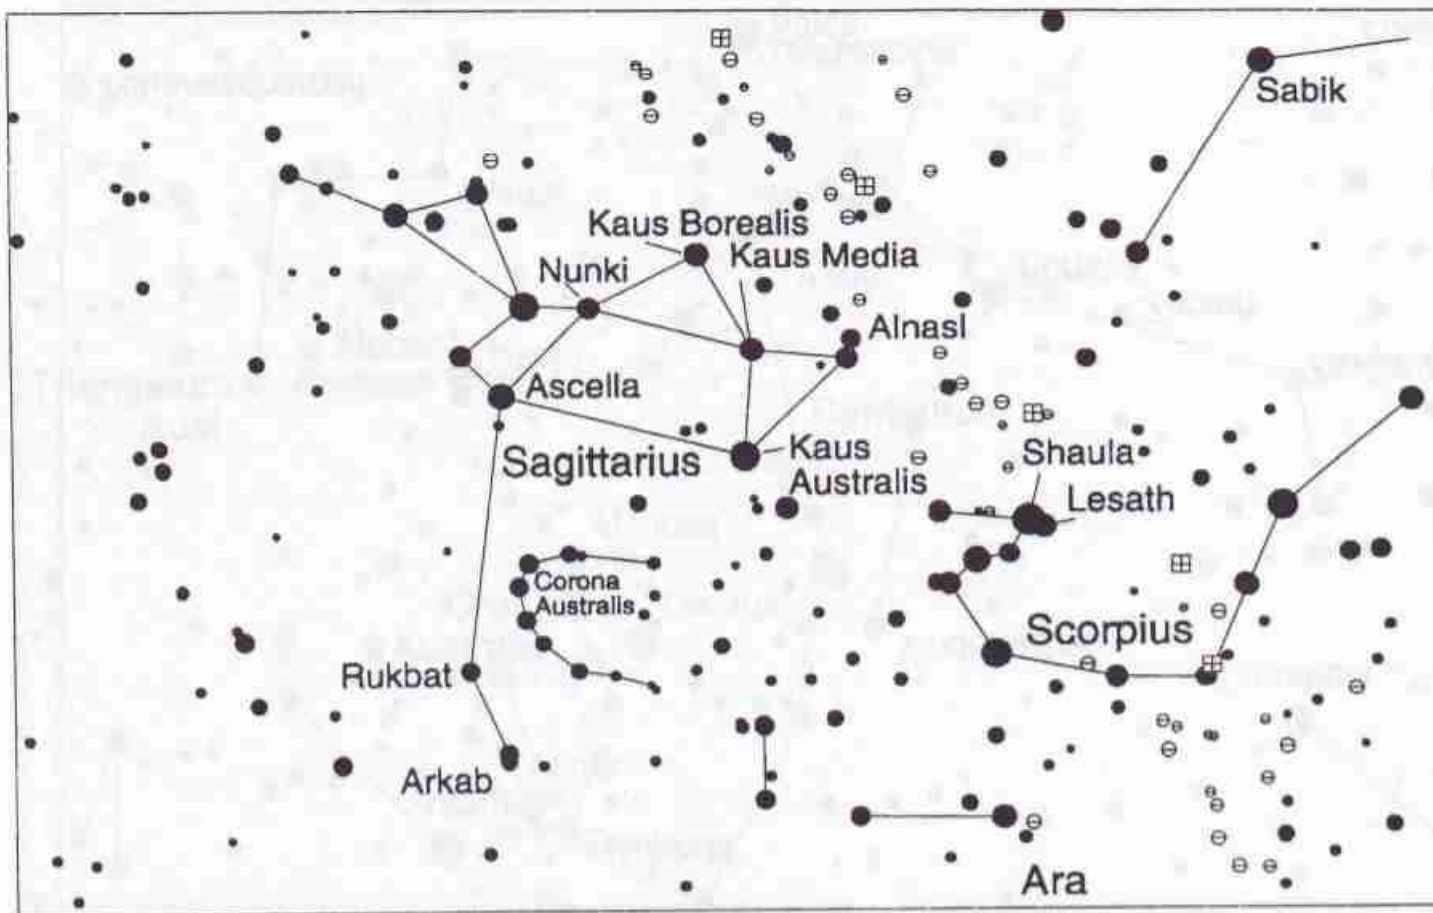 Sabik
Kaus Borealis
Kaus Media
Nunki
Alnasl
Ascella
Sagittarius
Kaus
Australis
Shaula
Lesath
Corona
Australis
Scorpius
Rukbat
Arkab
Ara